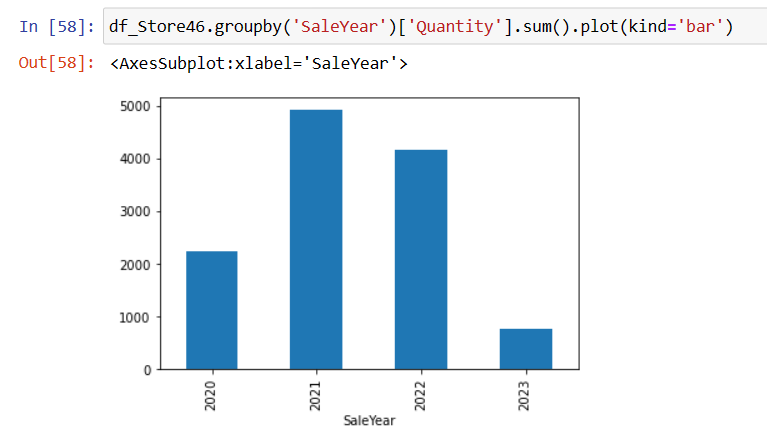 In [58]: df_Store46.groupby('SaleYear')['Quantity'].sum().plot(kind='bar')
Out[58]: <AxesSubplot:xlabel='SaleYear'>
5000
4000
3000
2000
1000
0
2020 2021 2022 2023
SaleYear